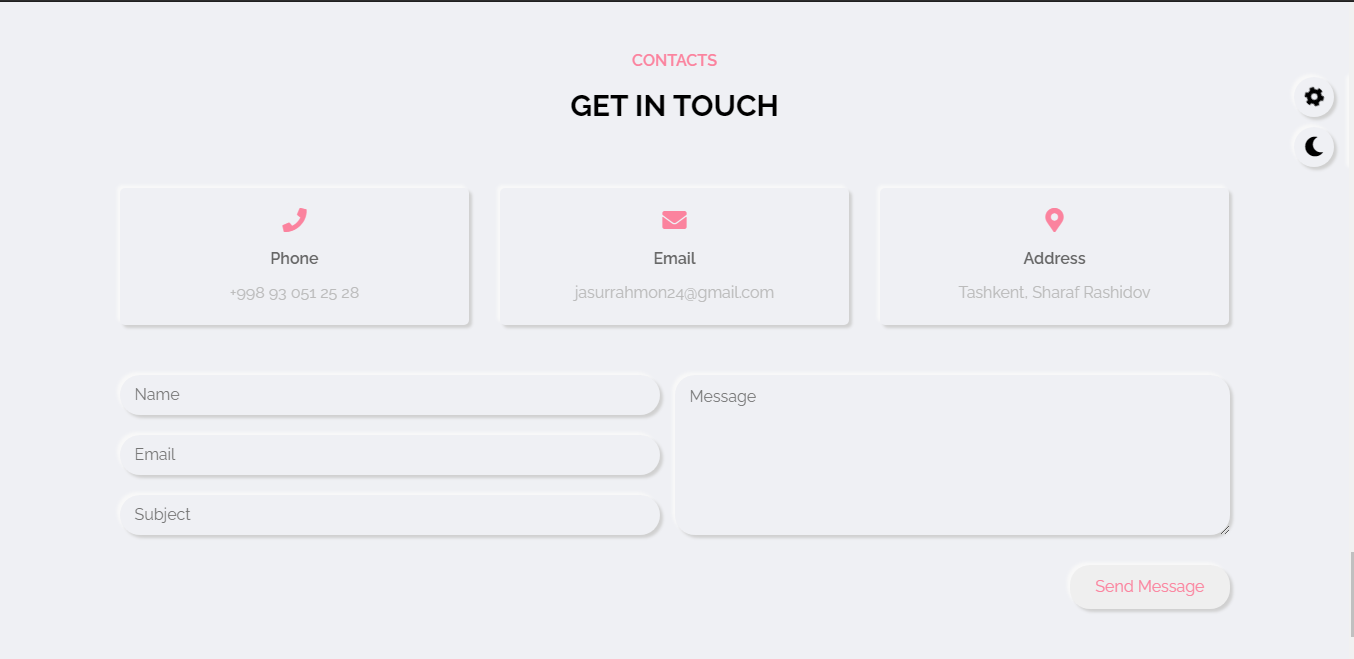 CONTACTS
GET IN TOUCH
Phone
+998 93 051 25 28
Email
jasurrahmon24@gmail.com
Address
Tashkent, Sharaf Rashidov
Name
Email
Subject
Message
Send Message